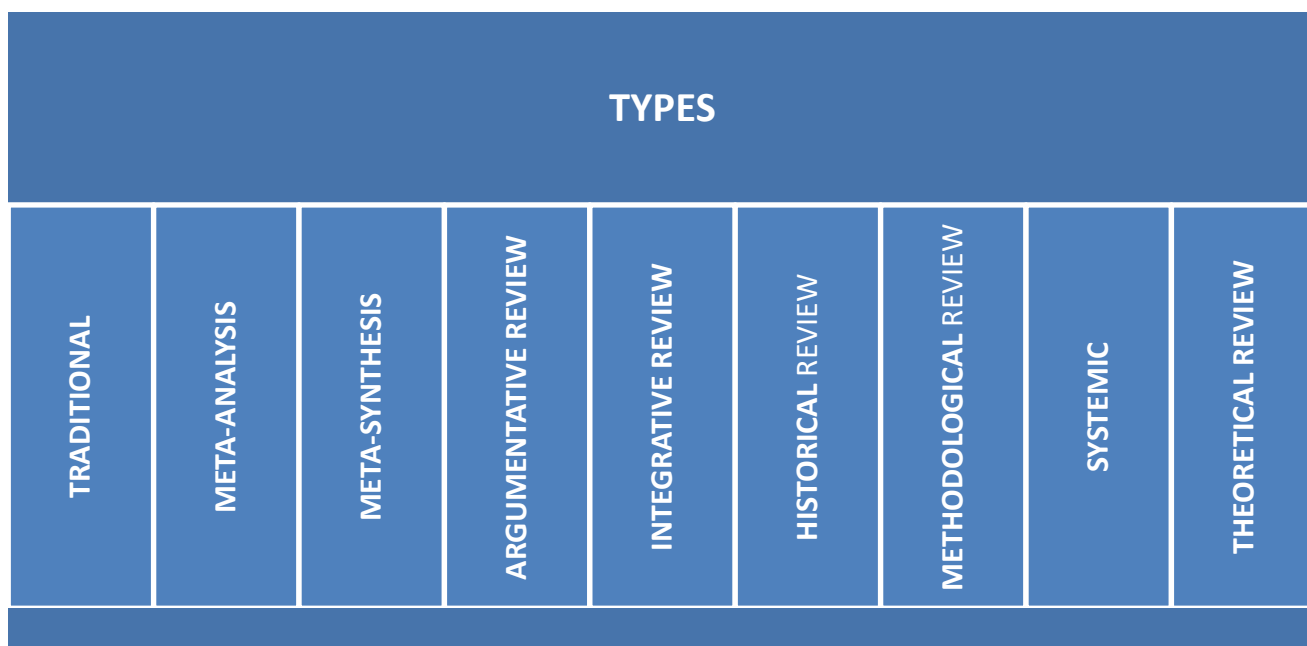 TYPES
TRADITIONAL
META-ANALYSIS
META-SYNTHESIS
ARGUMENTATIVE REVIEW
INTEGRATIVE REVIEW
HISTORICAL REVIEW
METHODOLOGICAL REVIEW
SYSTEMIC
THEORETICAL REVIEW